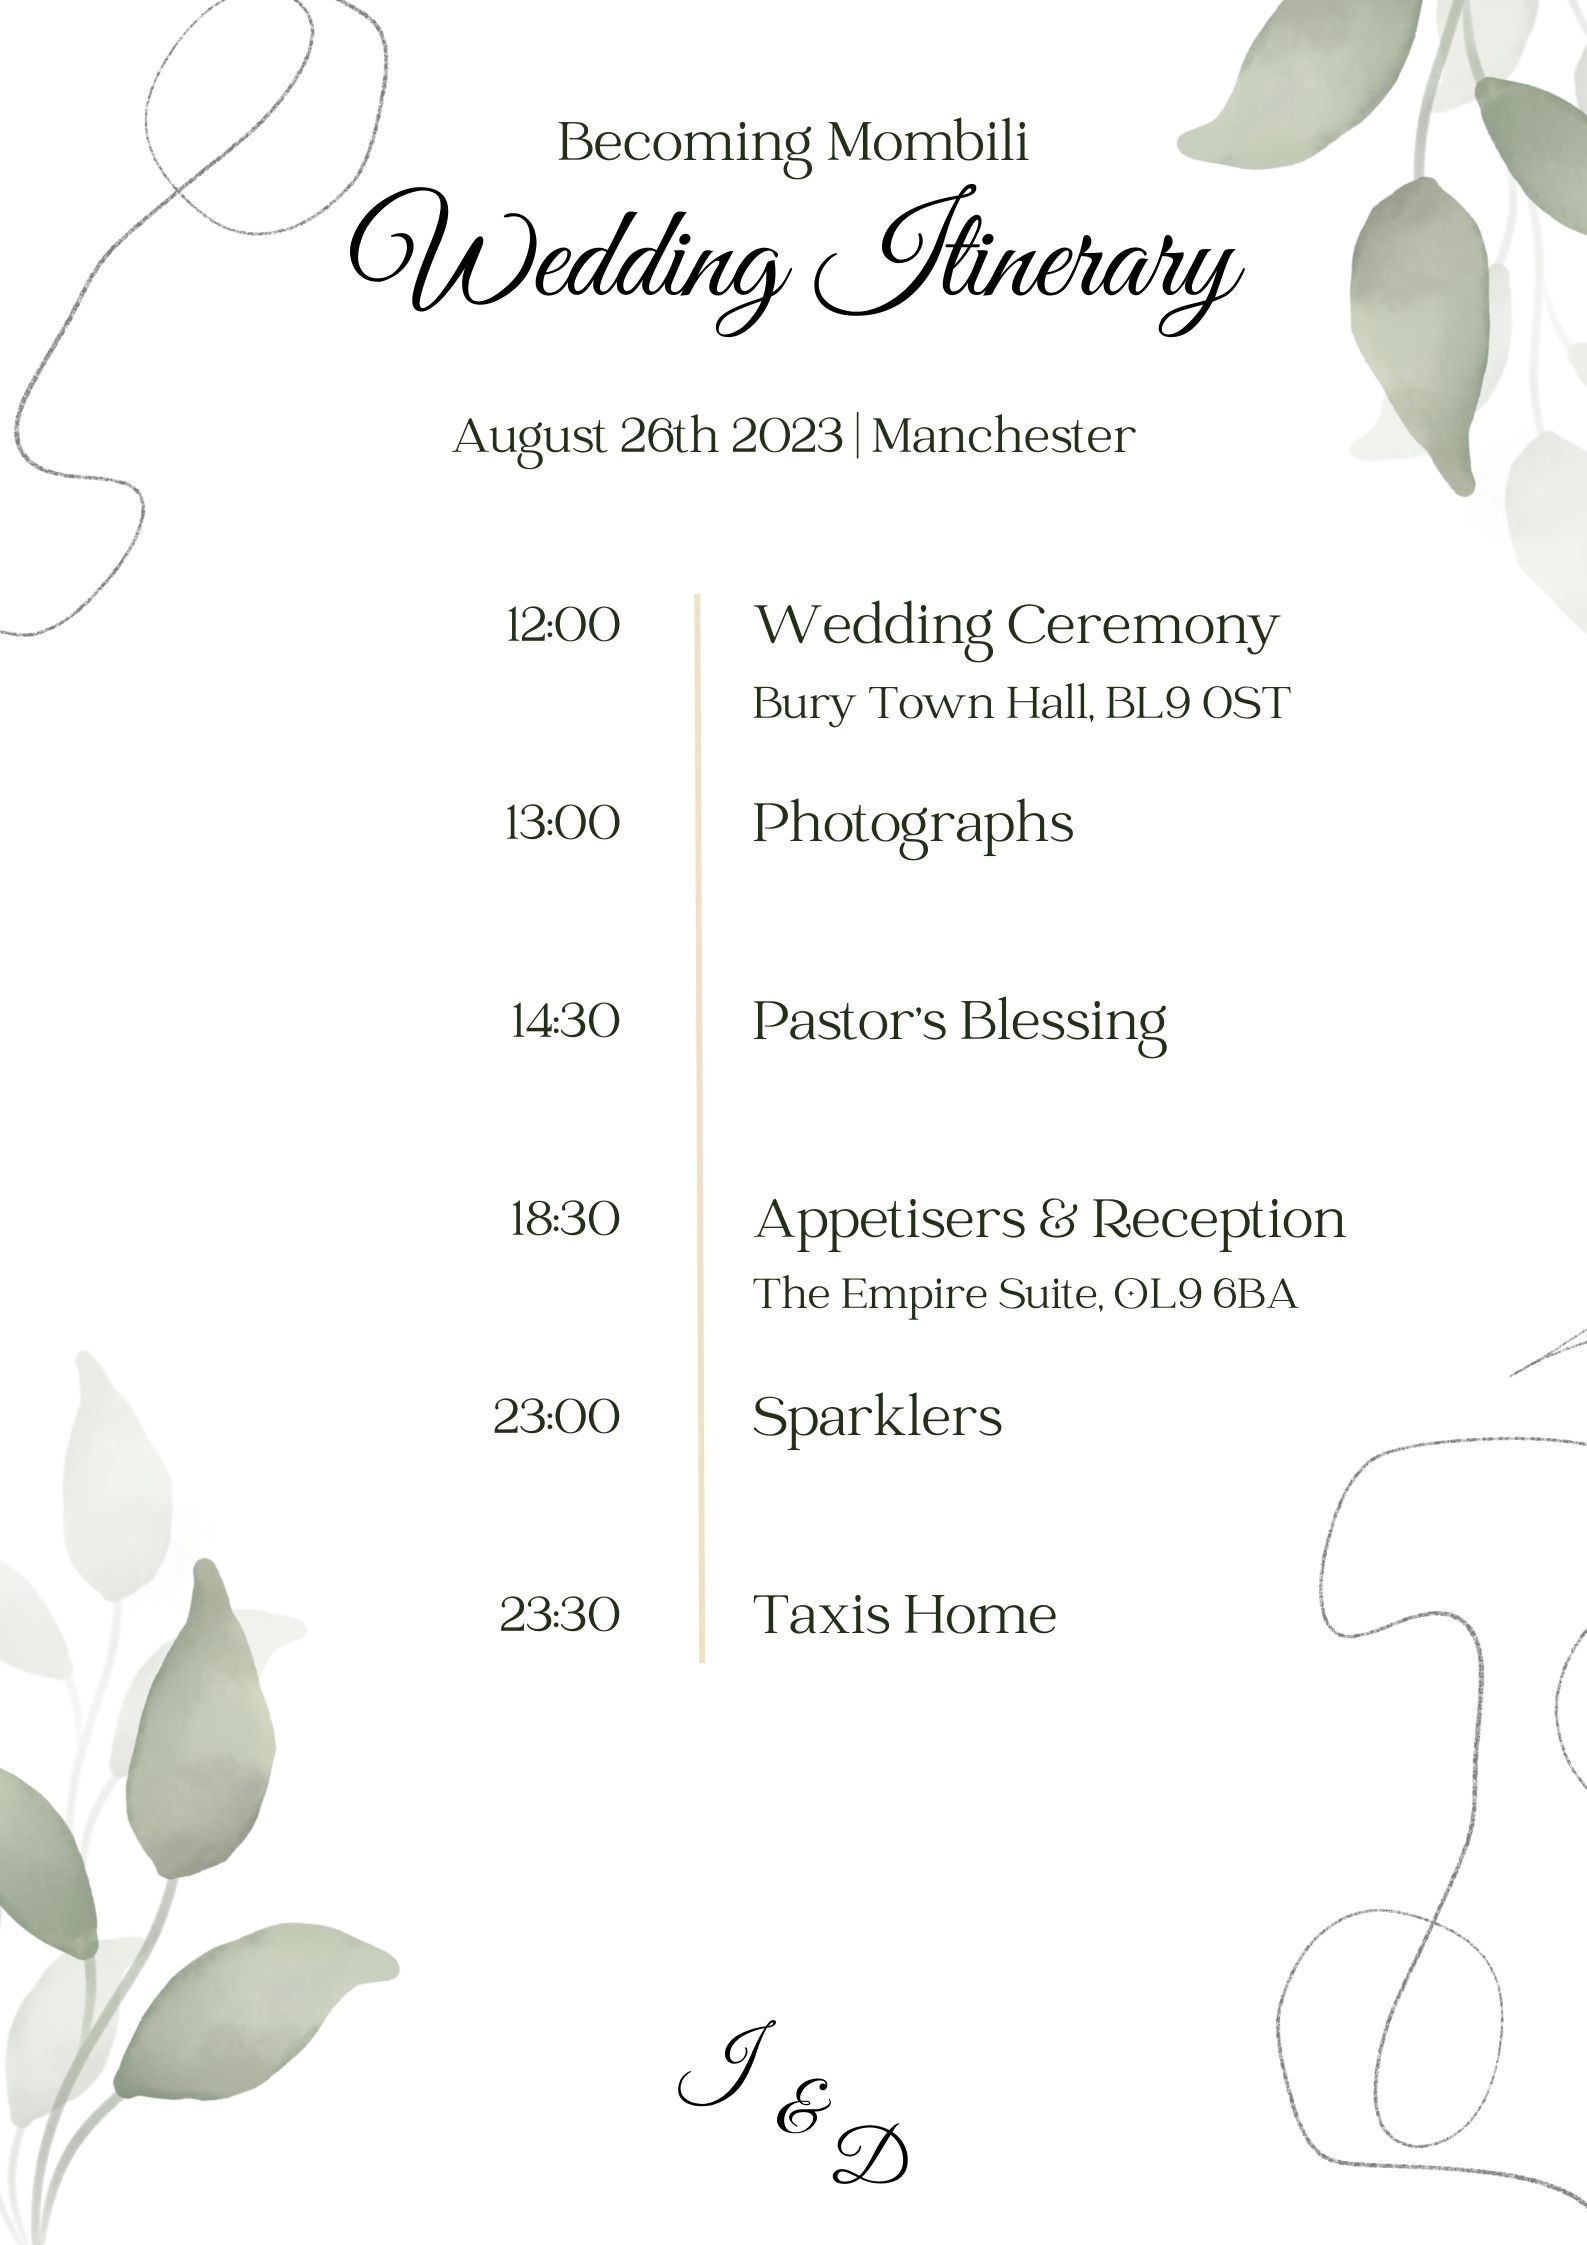 Becoming Mombili
Wedding Itinerary
August 26th 2023 | Manchester
12:00 Wedding Ceremony
Bury Town Hall, BL9 0ST
13:00 Photographs
14:30 Pastor's Blessing
18:30 Appetisers & Reception
The Empire Suite, OL9 6BA
23:00 Sparklers
23:30 Taxis Home
I & D